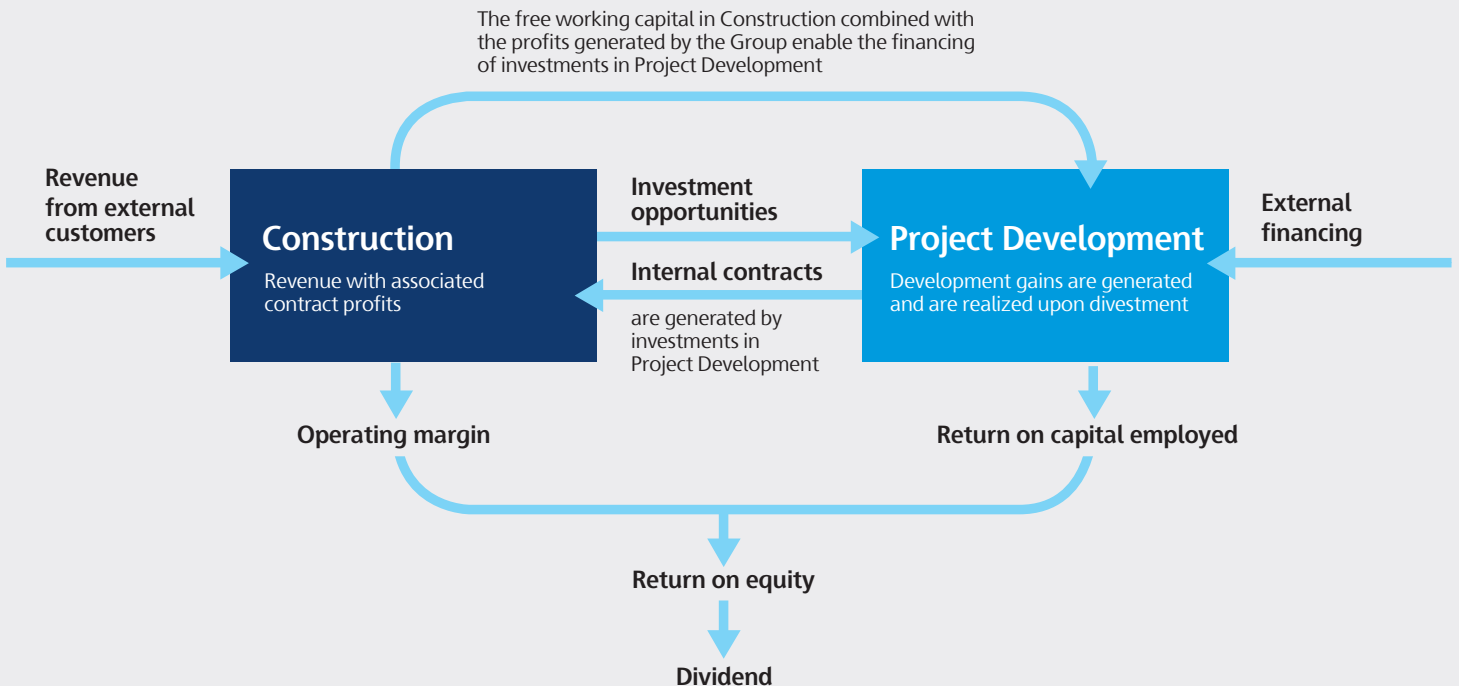 The free working capital in Construction combined with
the profits generated by the Group enable the financing
of investments in Project Development
Revenue
from external
customers
Construction
Revenue with associated
contract profits
Investment
opportunities
Internal contracts
are generated by
investments in
Project Development
Project Development
Development gains are generated
and are realized upon divestment
External
financing
Operating margin
Return on capital employed
Return on equity
Dividend